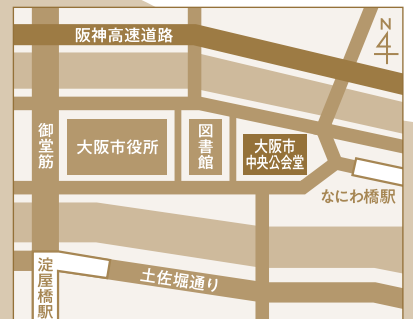 阪神高速道路
N
御堂筋
大阪市役所
図書館
大阪市
中央公会堂
なにわ橋駅
淀屋橋駅
土佐堀通り